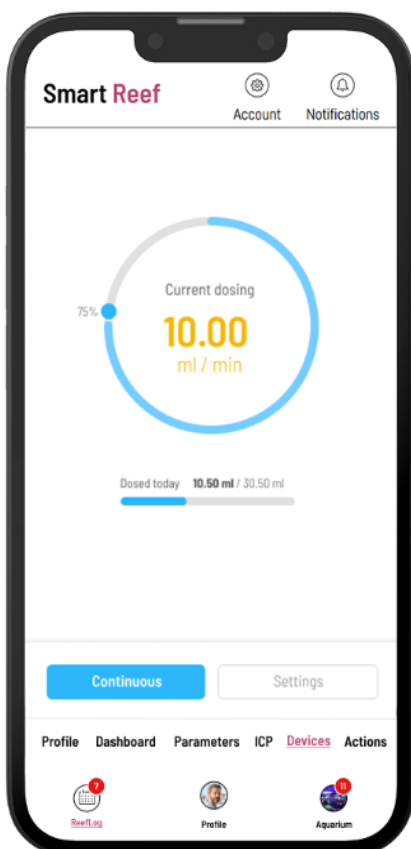 Smart Reef
Account
Notifications
Current dosing
75%
10.00
ml / min
Dosed today 10.50 ml / 30.50 ml
Continuous
Settings
Profile Dashboard Parameters ICP Devices Actions
7
11
ReefLog
Profile
Aquarium